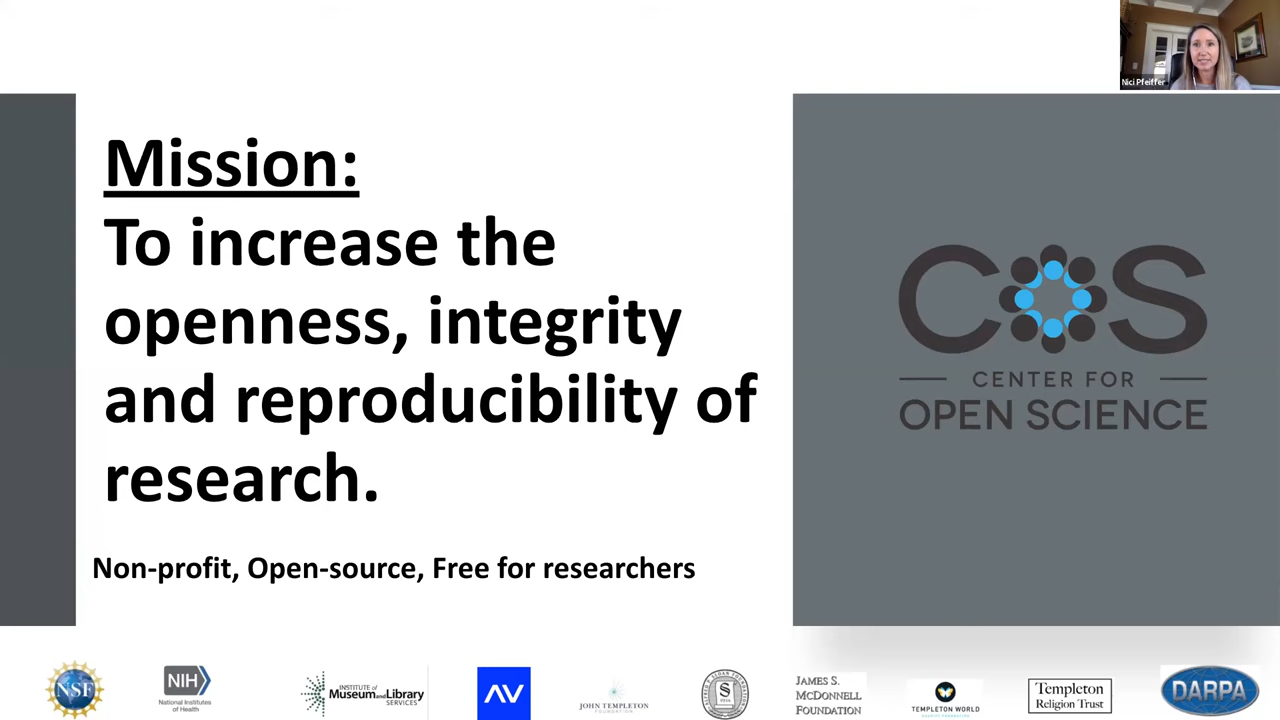 Nici Pfeiffer
Mission:
To increase the
openness, integrity
and reproducibility of
research.
Non-profit, Open-source, Free for researchers
COS
CENTER FOR
OPEN SCIENCE
NSF
NIH
National Institutes
of Health
INSTITUTE of
Museum and Library
SERVICES
AV
JOHN TEMPLETON
FOUNDATION
JAMES S.
MCDONNELL
FOUNDATION
TEMPLETON WORLD
Templeton
Religion Trust
DARPA